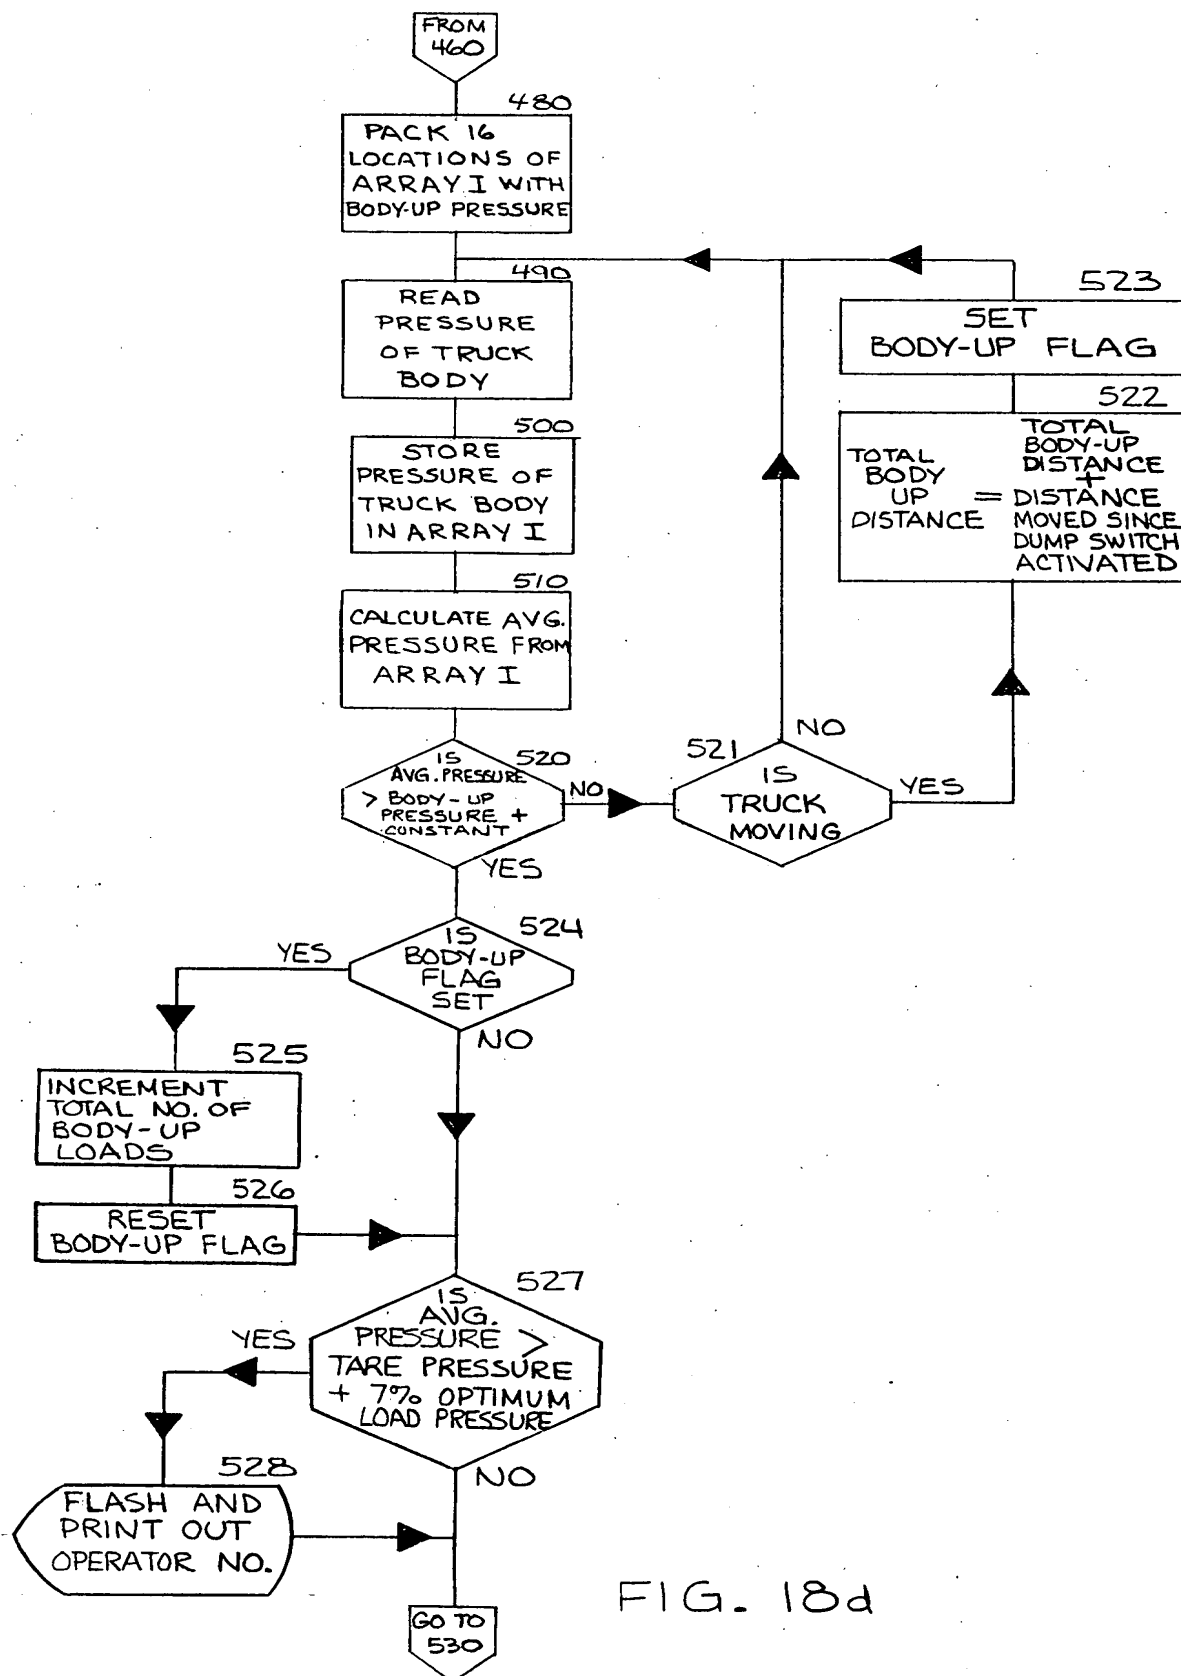 FROM
460
480
PACK 16
LOCATIONS OF
ARRAY I WITH
BODY-UP PRESSURE
490
READ
PRESSURE
OF TRUCK
BODY
500
STORE
PRESSURE OF
TRUCK BODY
IN ARRAY I
510
CALCULATE AVG.
PRESSURE FROM
ARRAY I
520
IS
AVG. PRESSURE
> BODY-UP
PRESSURE +
CONSTANT
NO
YES
521
IS
TRUCK
MOVING
NO
YES
522
TOTAL
BODY
UP
DISTANCE
=
TOTAL
BODY-UP
DISTANCE
+
DISTANCE
MOVED SINCE
DUMP SWITCH
ACTIVATED
523
SET
BODY-UP FLAG
524
IS
BODY-UP
FLAG
SET
YES
NO
525
INCREMENT
TOTAL NO. OF
BODY-UP
LOADS
526
RESET
BODY-UP FLAG
527
IS
AVG.
PRESSURE >
TARE PRESSURE
+ 7% OPTIMUM
LOAD PRESSURE
YES
NO
528
FLASH AND
PRINT OUT
OPERATOR NO.
GO TO
530
FIG. 18d